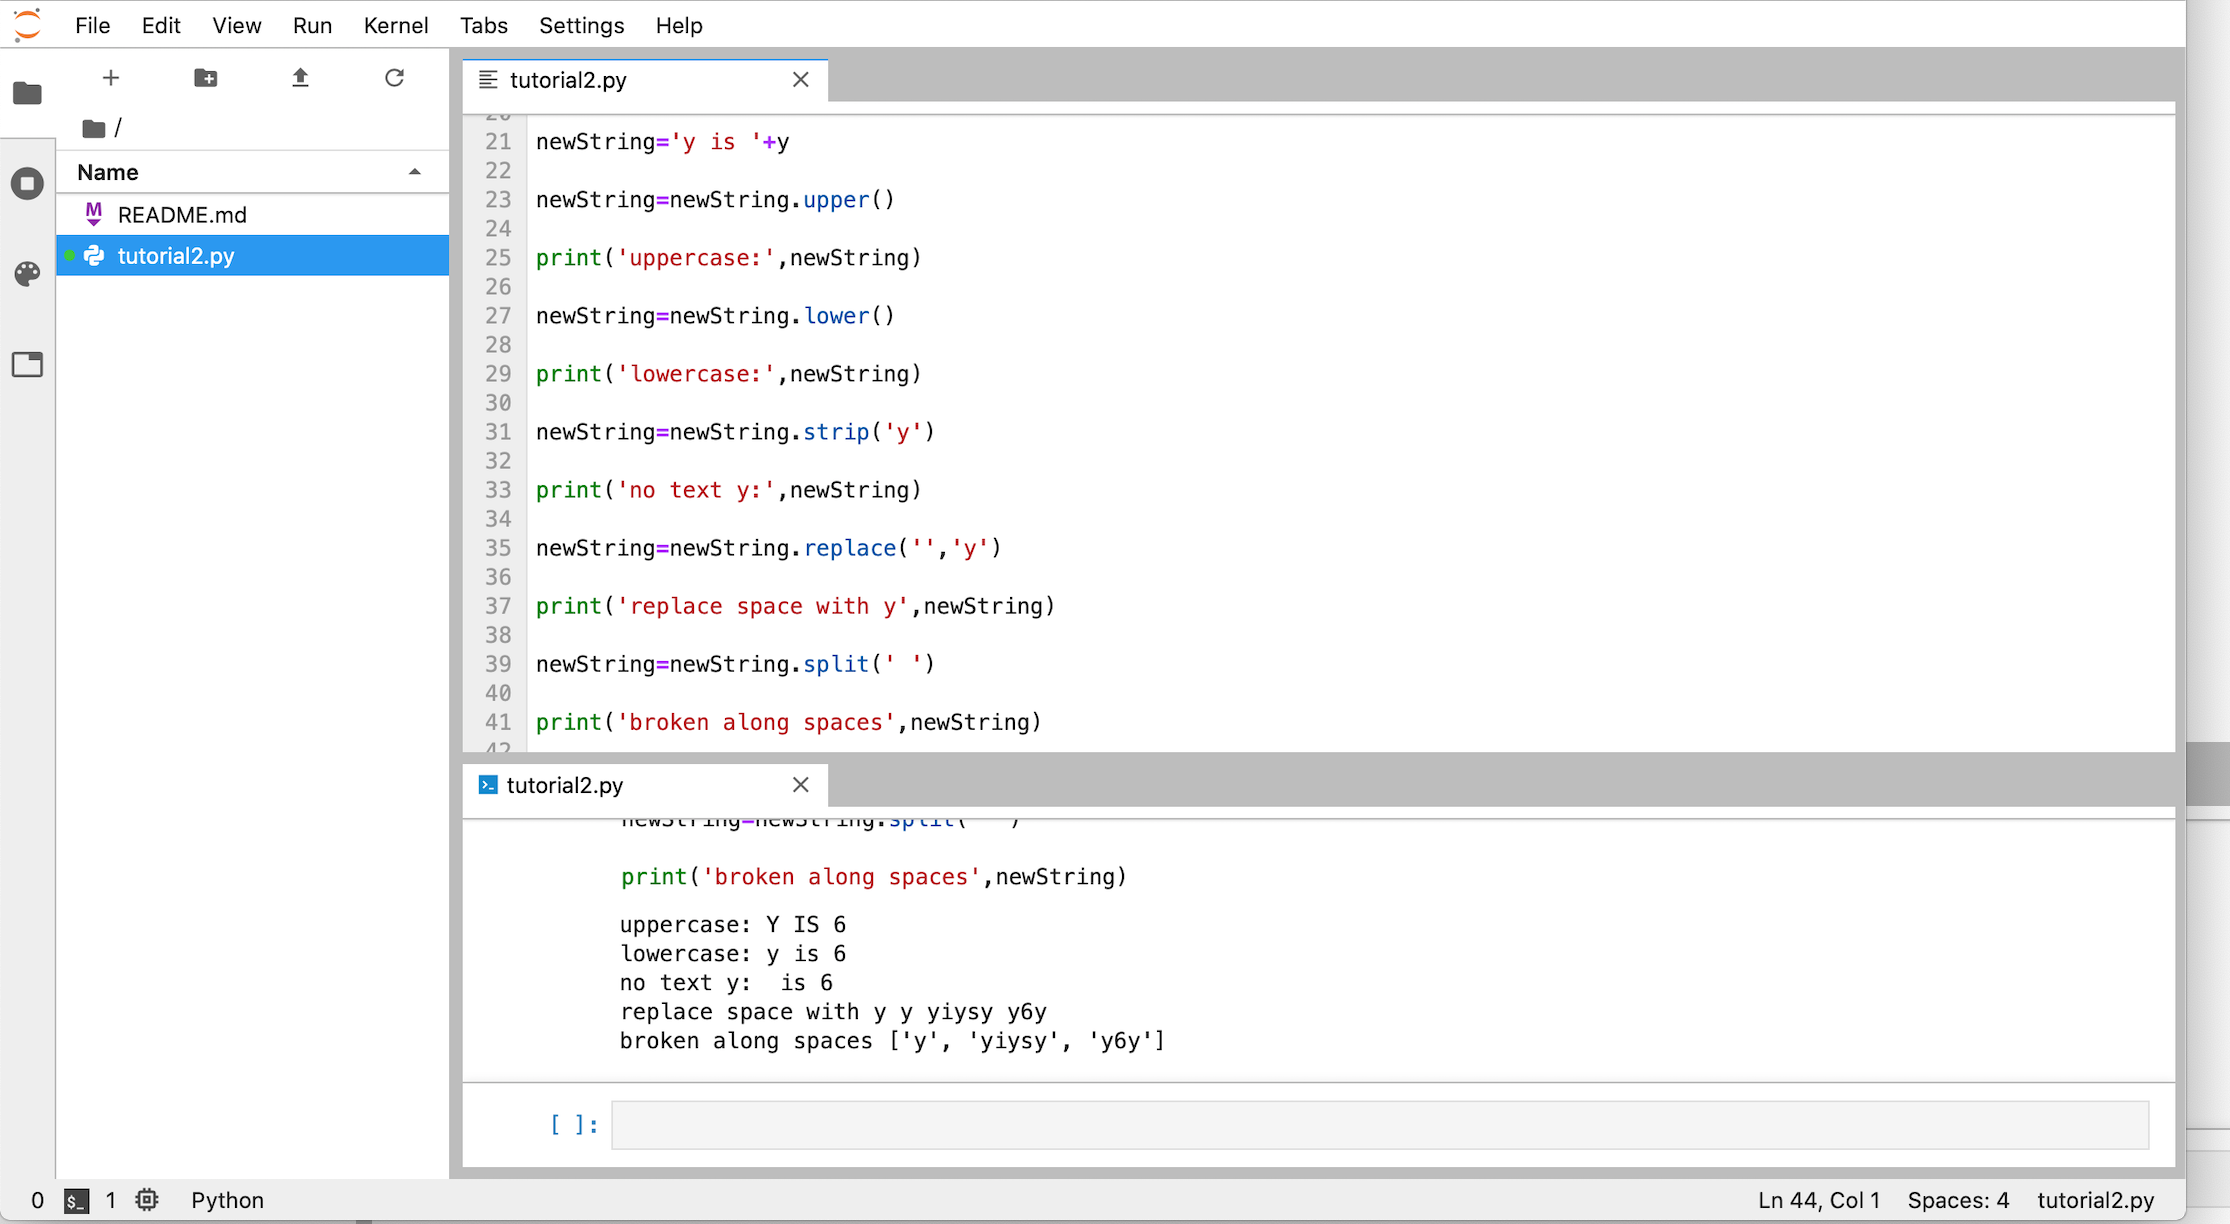 File Edit View Run Kernel Tabs Settings Help
/
Name
README.md
tutorial2.py
tutorial2.py
20
21 newString='y is '+y
22
23 newString=newString.upper()
24
25 print('uppercase:',newString)
26
27 newString=newString.lower()
28
29 print('lowercase:',newString)
30
31 newString=newString.strip('y')
32
33 print('no text y:',newString)
34
35 newString=newString.replace('','y')
36
37 print('replace space with y',newString)
38
39 newString=newString.split(' ')
40
41 print('broken along spaces',newString)
42
tutorial2.py
newString=newString.split(' ')
print('broken along spaces',newString)
uppercase: Y IS 6
lowercase: y is 6
no text y:  is 6
replace space with y y yiysy y6y
broken along spaces ['y', 'yiysy', 'y6y']
[ ]:
0 $_ 1 Python Ln 44, Col 1 Spaces: 4 tutorial2.py